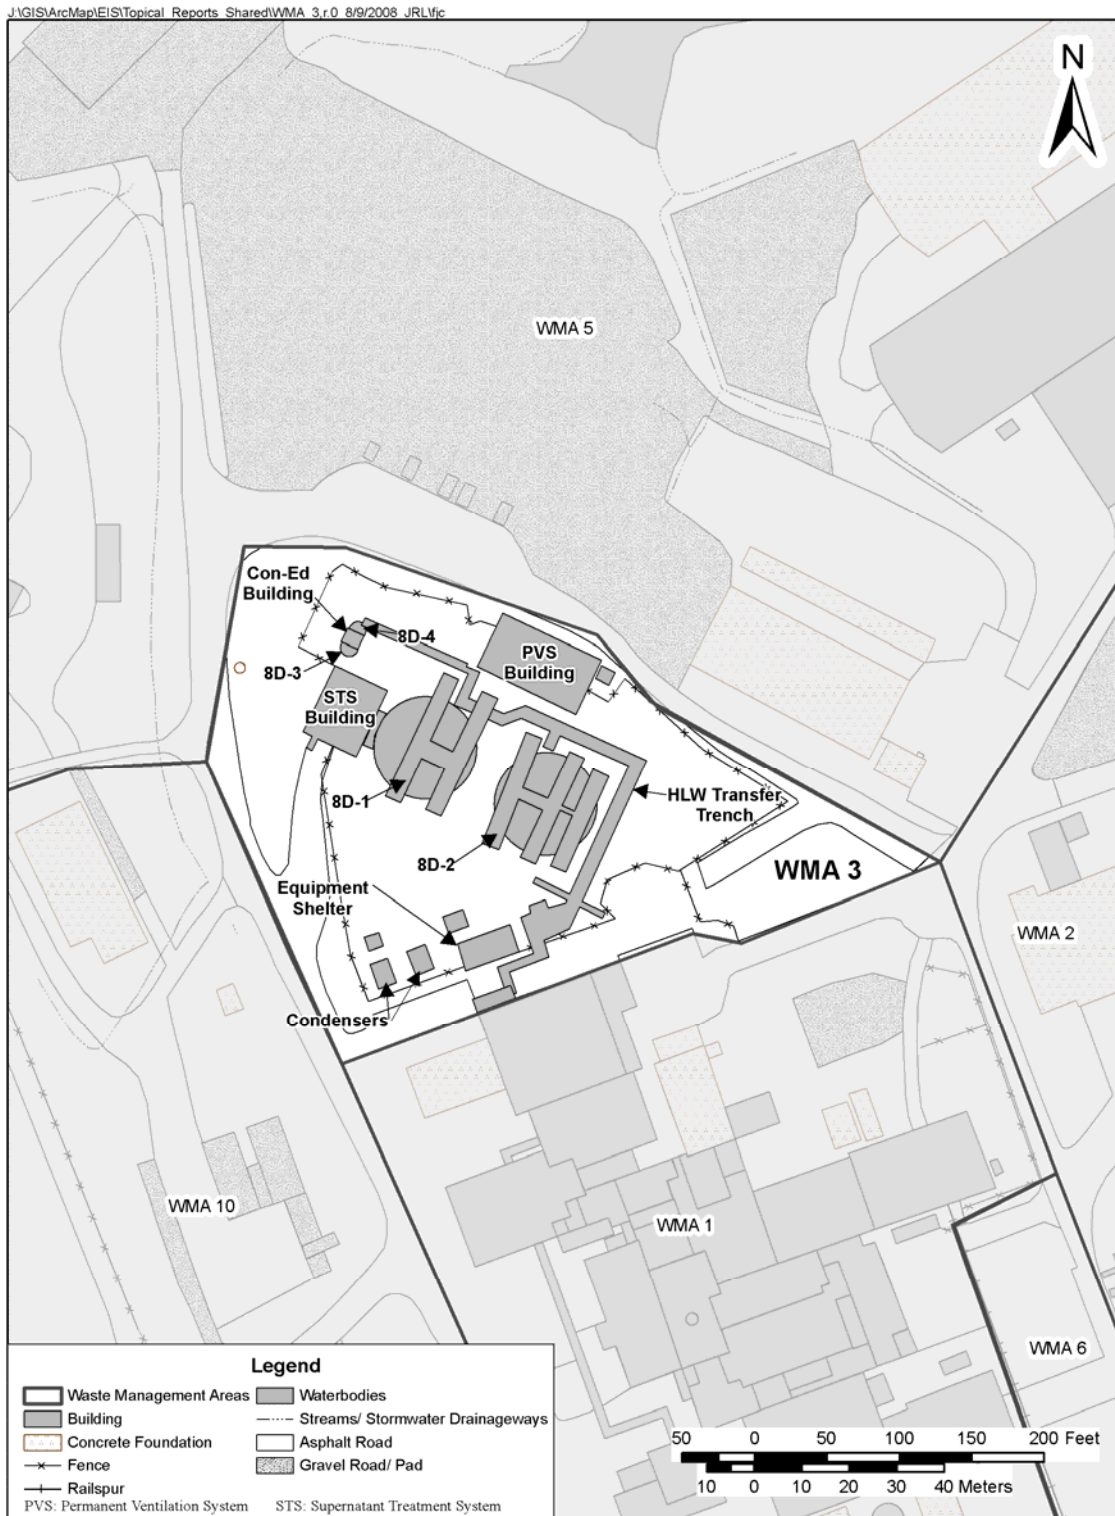 J:\GIS\ArcMap\EIS\Topical_Reports_Shared\WMA_3,r.0_8/9/2008_JRL\fjc
N
WMA 5
Con-Ed
Building
8D-4
8D-3
PVS
Building
STS
Building
8D-1
HLW Transfer
Trench
8D-2
WMA 3
Equipment
Shelter
WMA 2
Condensers
WMA 10
WMA 1
WMA 6
Legend
Waste Management Areas
Waterbodies
Building
Streams/ Stormwater Drainageways
Concrete Foundation
Asphalt Road
Fence
Gravel Road/ Pad
Railspur
PVS: Permanent Ventilation System STS: Supernatant Treatment System
50 0 50 100 150 200 Feet
10 0 10 20 30 40 Meters